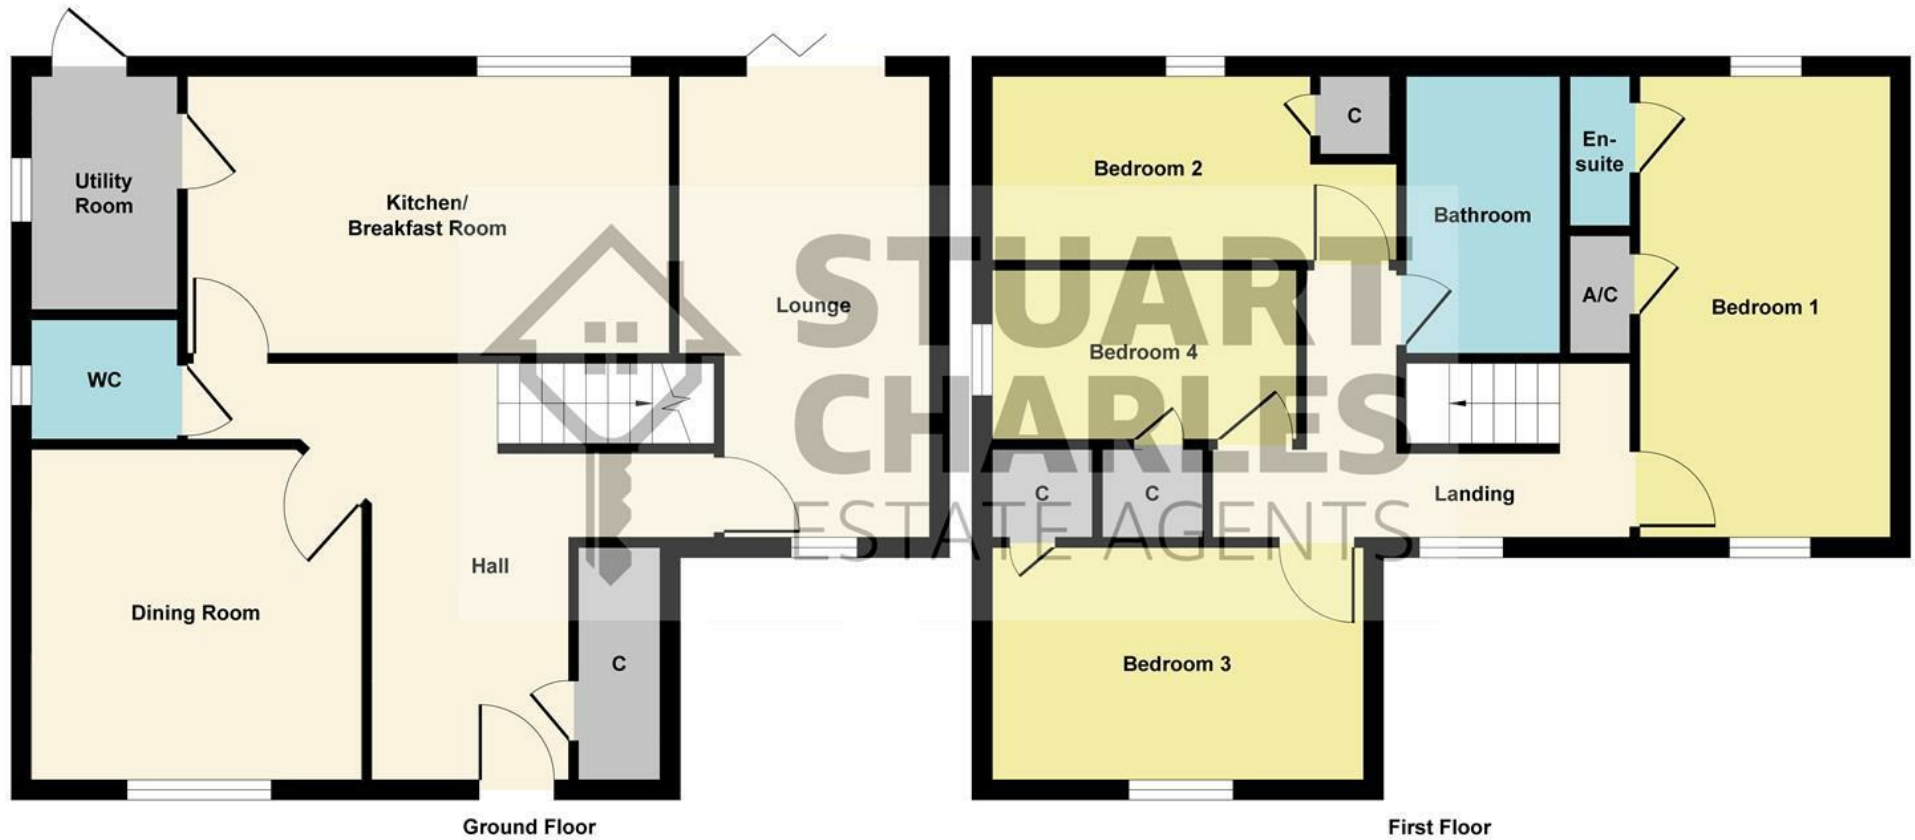 Utility
Room
Kitchen/
Breakfast Room
Lounge
WC
Dining Room
Hall
C
Ground Floor
Bedroom 2
C
Bathroom
En-
suite
A/C
Bedroom 1
Bedroom 4
C
C
Landing
Bedroom 3
First Floor
STUART
CHARLES
ESTATE AGENTS